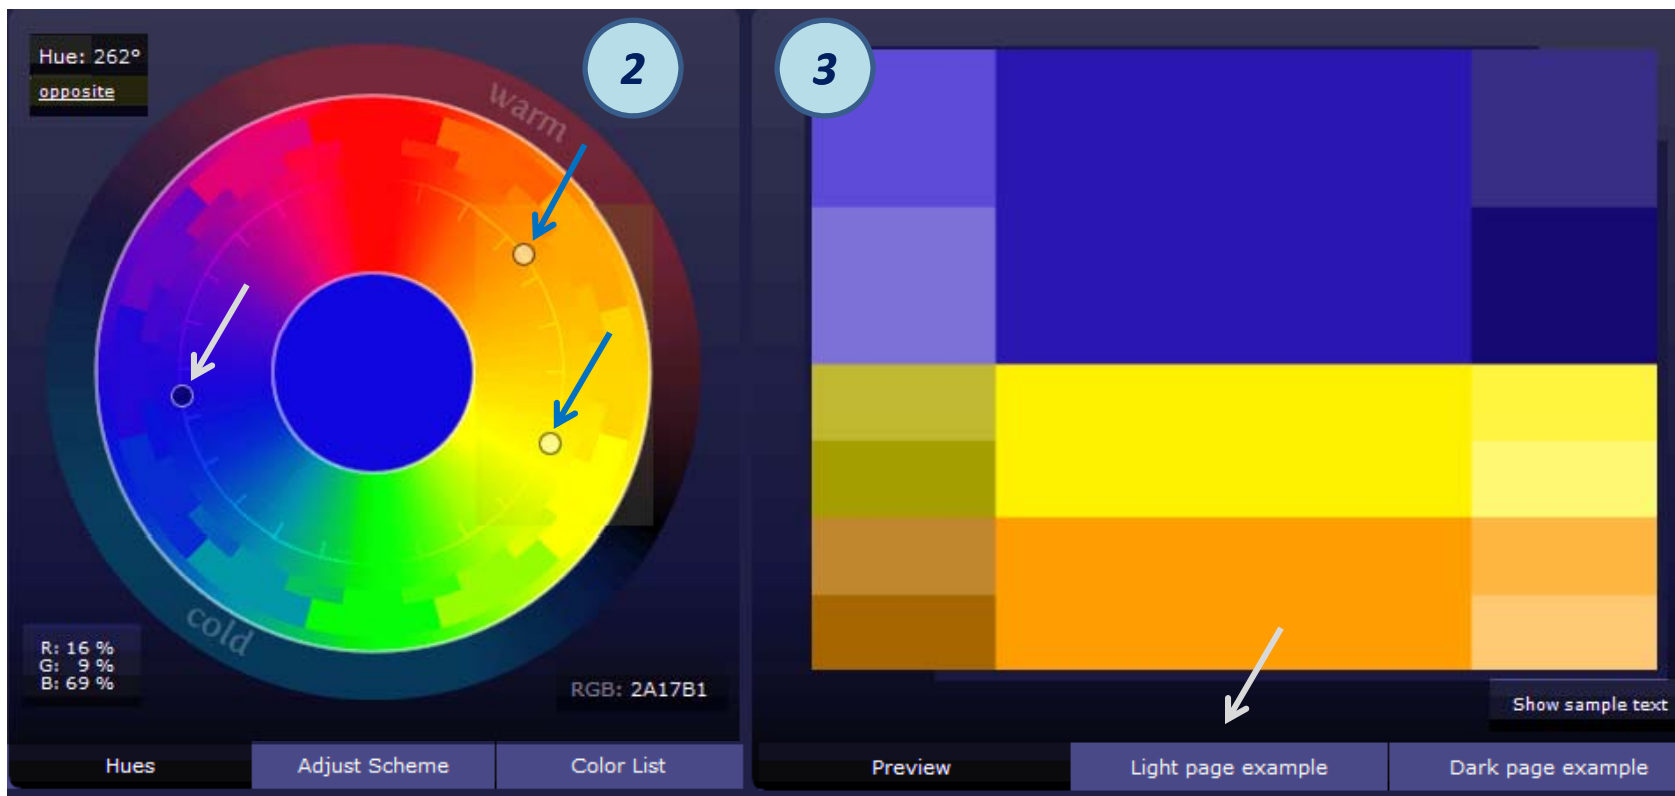 Hue: 262°
opposite
warm
2
3
cold
R: 16 %
G: 9 %
B: 69 %
RGB: 2A17B1
Show sample text
Hues
Adjust Scheme
Color List
Preview
Light page example
Dark page example